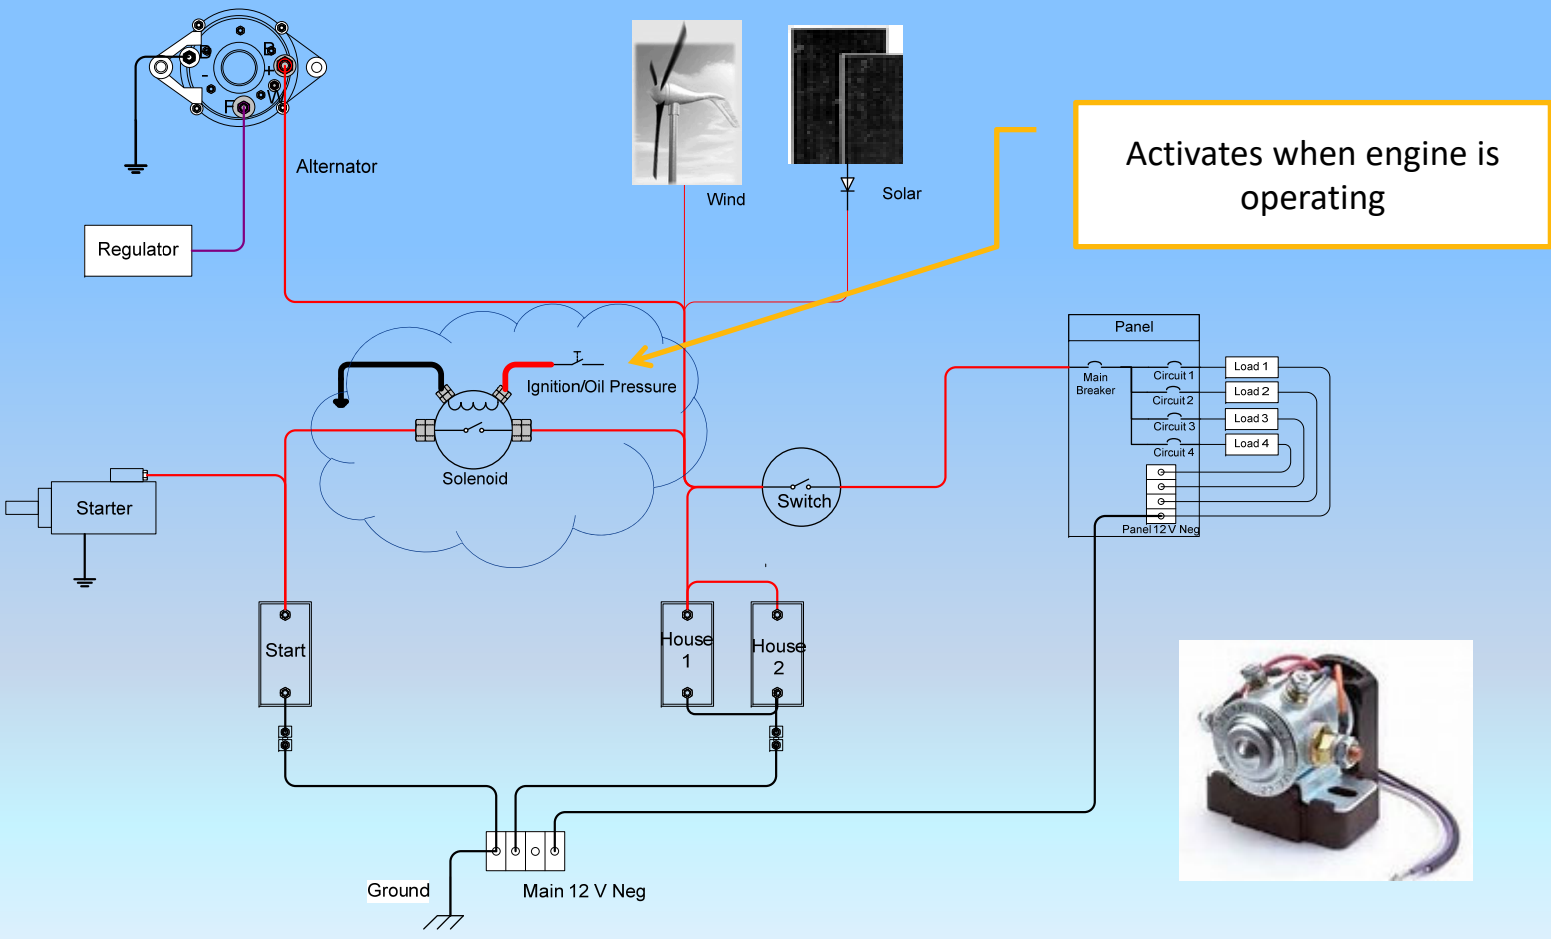 B
+
-
W
F
Alternator
Regulator
Wind
Solar
Activates when engine is
operating
Ignition/Oil Pressure
Solenoid
Starter
Switch
Panel
Main
Breaker
Circuit 1
Circuit 2
Circuit 3
Circuit 4
Load 1
Load 2
Load 3
Load 4
Panel 12 V Neg
Start
House
1
House
2
Ground
Main 12 V Neg